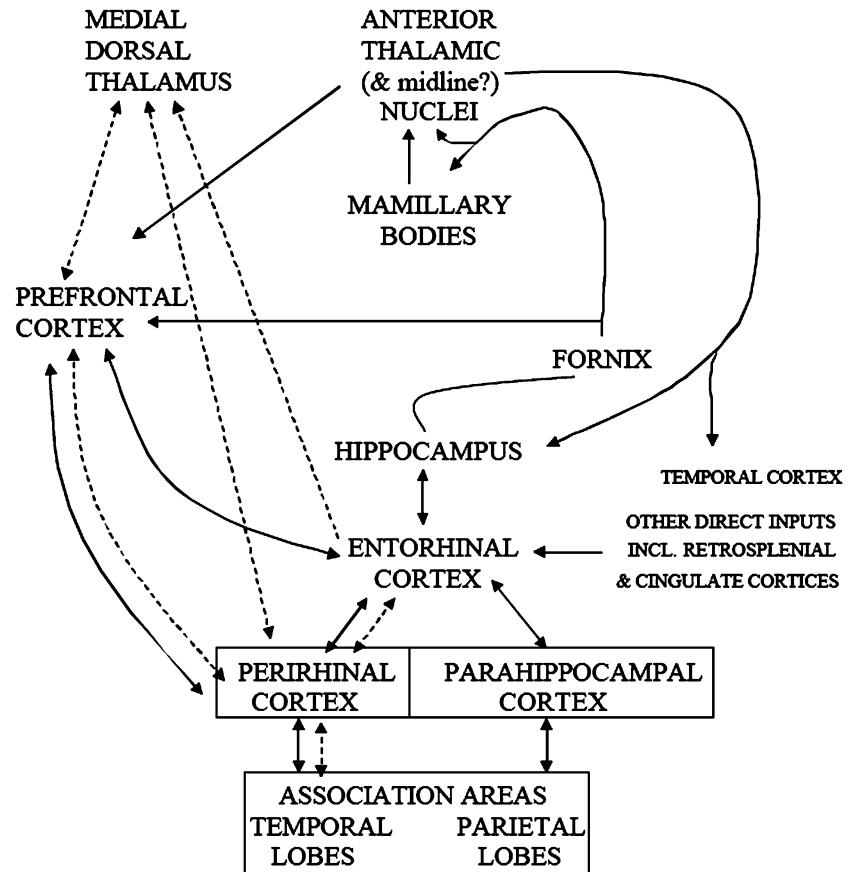 MEDIAL
DORSAL
THALAMUS
ANTERIOR
THALAMIC
(& midline?)
NUCLEI
MAMILLARY
BODIES
PREFRONTAL
CORTEX
FORNIX
HIPPOCAMPUS
TEMPORAL CORTEX
OTHER DIRECT INPUTS
INCL. RETROSPLENIAL
& CINGULATE CORTICES
ENTORHINAL
CORTEX
PERIRHINAL
CORTEX
PARAHIPPOCAMPAL
CORTEX
ASSOCIATION AREAS
TEMPORAL
LOBES
PARIETAL
LOBES